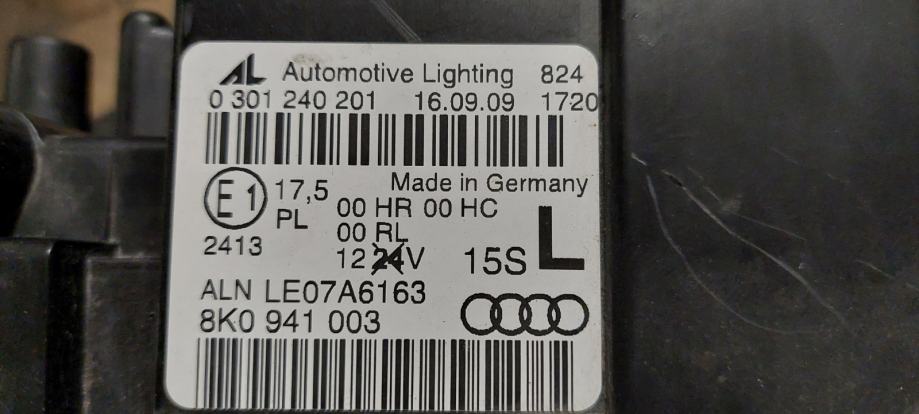 AL Automotive Lighting 824
0 301 240 201 16.09.09 1720
Made in Germany
E1 17,5
PL
00 HR 00 HC
00 RL
2413
12 24V 15S L
ALN LE07A6163
8K0 941 003